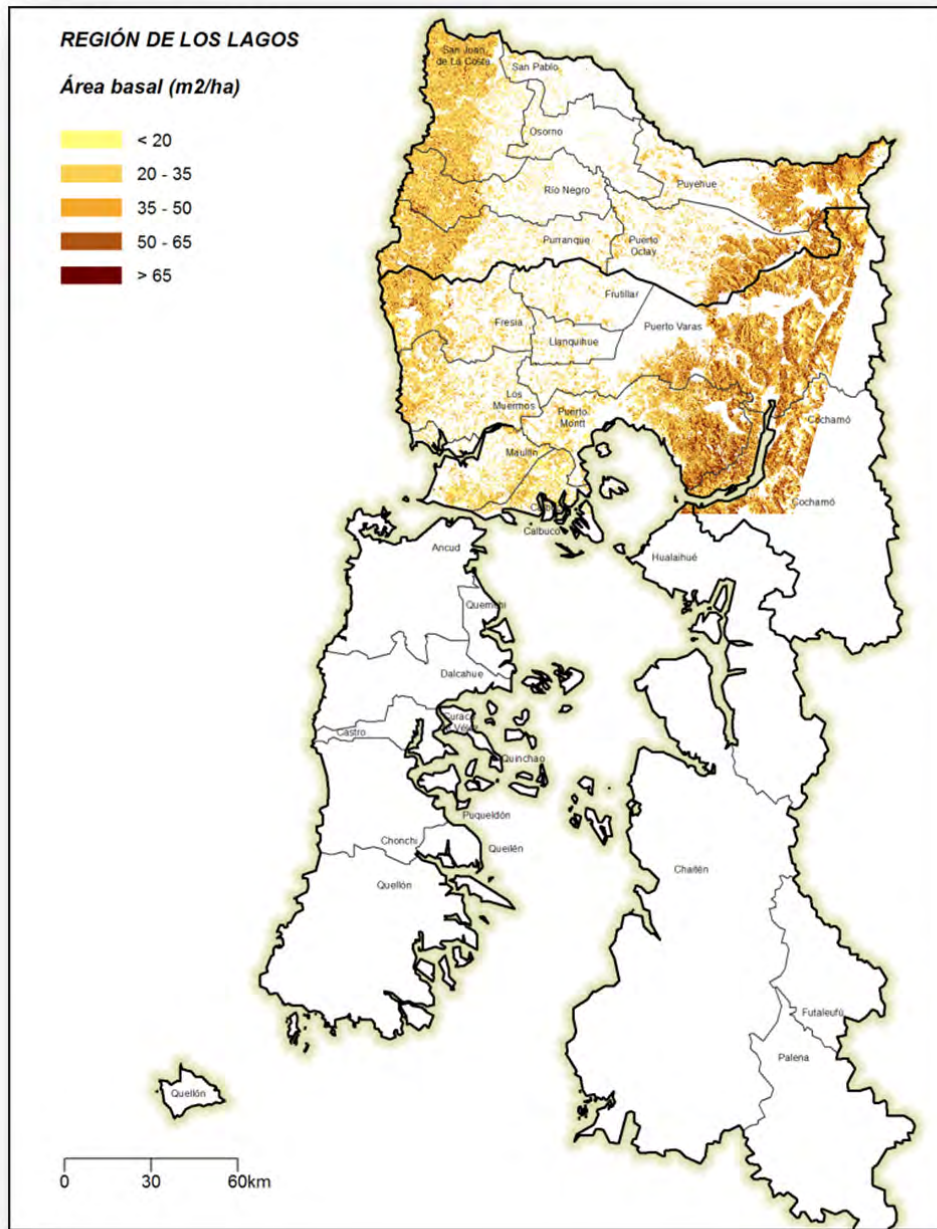 REGIÓN DE LOS LAGOS
Área basal (m2/ha)
< 20
20 - 35
35 - 50
50 - 65
> 65
San Juan
de La Costa
San Pablo
Osorno
Río Negro
Puyehue
Purranque
Puerto
Octay
Frutillar
Fresia
Puerto Varas
Llanquihue
Los
Muermos
Puerto
Montt
Cochamó
Maullín
Cochamó
Calbuco
Ancud
Hualaihué
Quemchi
Dalcahue
Castro
Quinchao
Puqueldón
Chonchi
Queilén
Chaitén
Quellón
Futaleufú
Palena
Quellón
0 30 60km